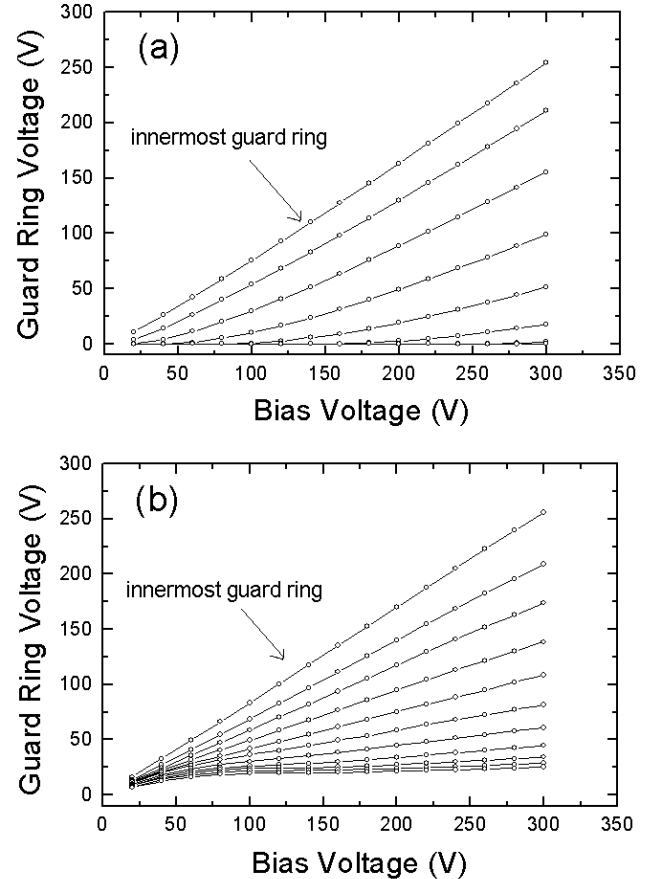 300
(a)
250
200
innermost guard ring
150
100
50
0
0 50 100 150 200 250 300 350
Guard Ring Voltage (V)
Bias Voltage (V)
300
(b)
250
200
innermost guard ring
150
100
50
0
0 50 100 150 200 250 300 350
Guard Ring Voltage (V)
Bias Voltage (V)